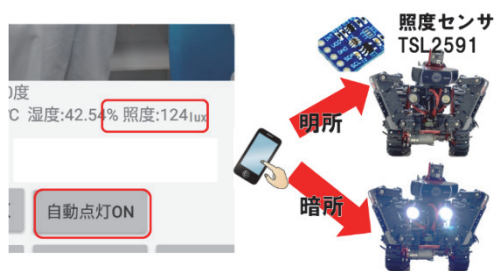 0度
℃ 湿度:42.54% 照度:124lux
自動点灯ON
照度センサ
TSL2591
明所
暗所